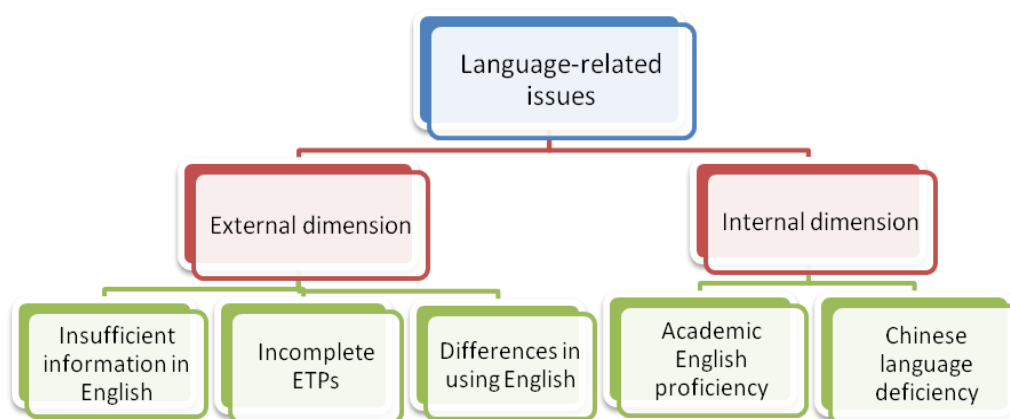 Language-related
issues
External dimension
Internal dimension
Insufficient
information in
English
Incomplete
ETPs
Differences in
using English
Academic
English
proficiency
Chinese
language
deficiency